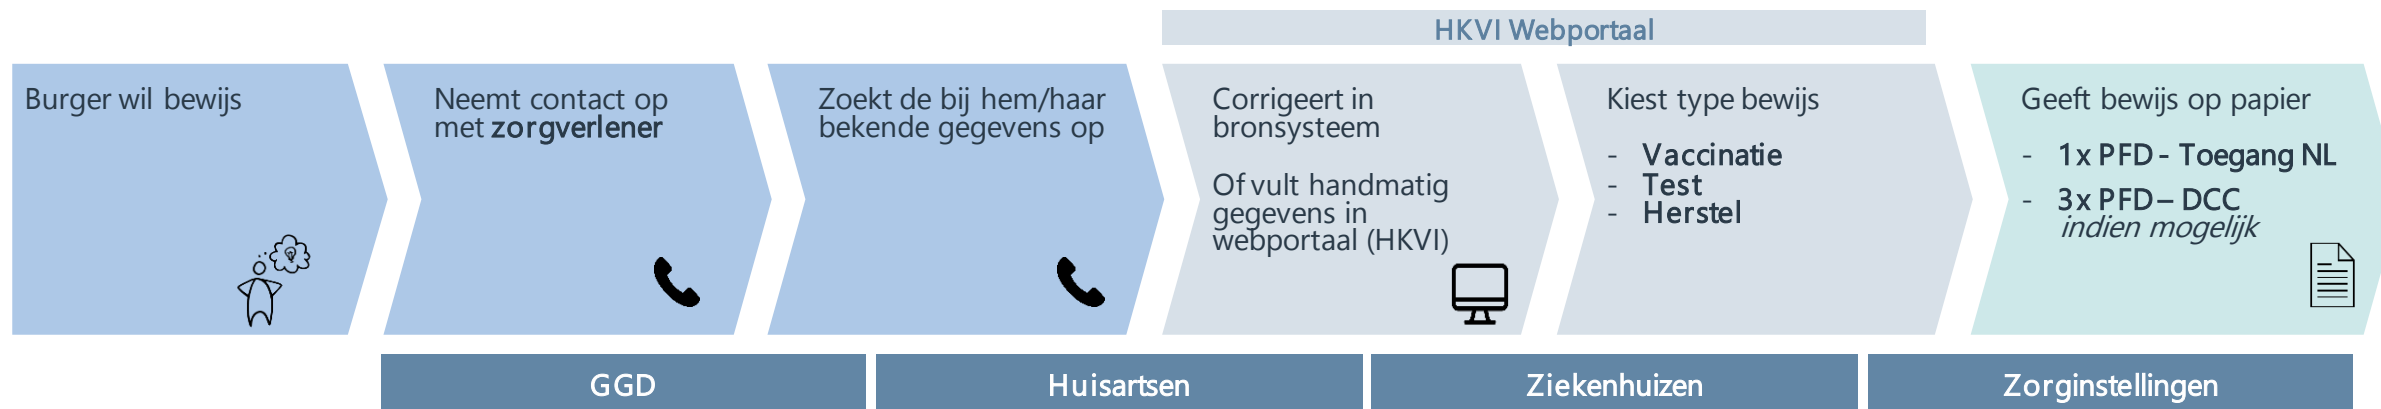 HKVI Webportaal
Burger wil bewijs
Neemt contact op
met zorgverlener
Zoekt de bij hem/haar
bekende gegevens op
Corrigeert in
bronsysteem
Of vult handmatig
gegevens in
webportaal (HKVI)
Kiest type bewijs
- Vaccinatie
- Test
- Herstel
Geeft bewijs op papier
- 1x PFD - Toegang NL
- 3x PFD – DCC
indien mogelijk
GGD
Huisartsen
Ziekenhuizen
Zorginstellingen